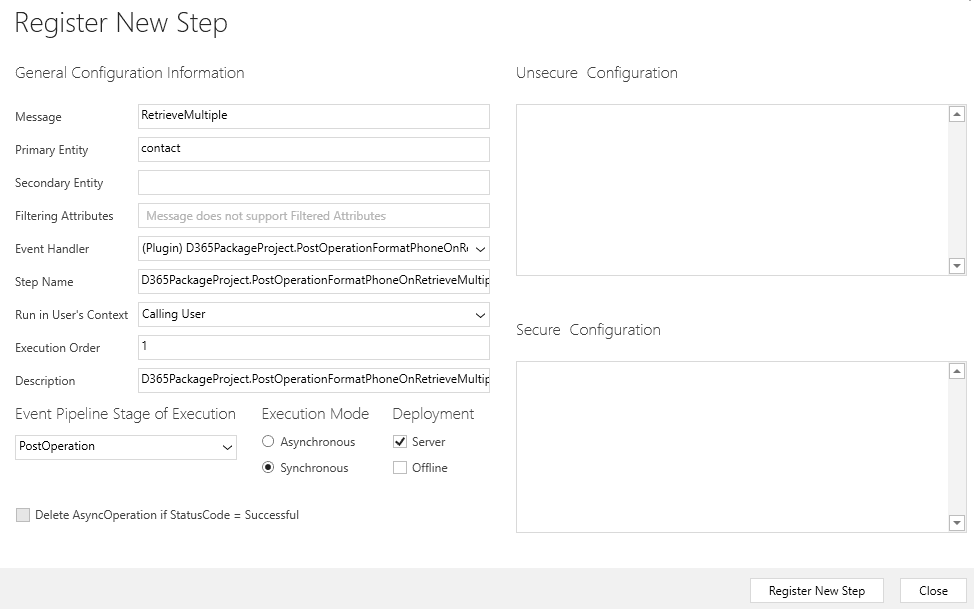 Register New Step
General Configuration Information
Message RetrieveMultiple
Primary Entity contact
Secondary Entity
Filtering Attributes Message does not support Filtered Attributes
Event Handler (Plugin) D365PackageProject.PostOperationFormatPhoneOnR
Step Name D365PackageProject.PostOperationFormatPhoneOnRetrieveMultip
Run in User's Context Calling User
Execution Order 1
Description D365PackageProject.PostOperationFormatPhoneOnRetrieveMultip
Event Pipeline Stage of Execution Execution Mode Deployment
PostOperation Asynchronous Server
Synchronous Offline
Delete AsyncOperation if StatusCode = Successful
Unsecure Configuration
Secure Configuration
Register New Step Close